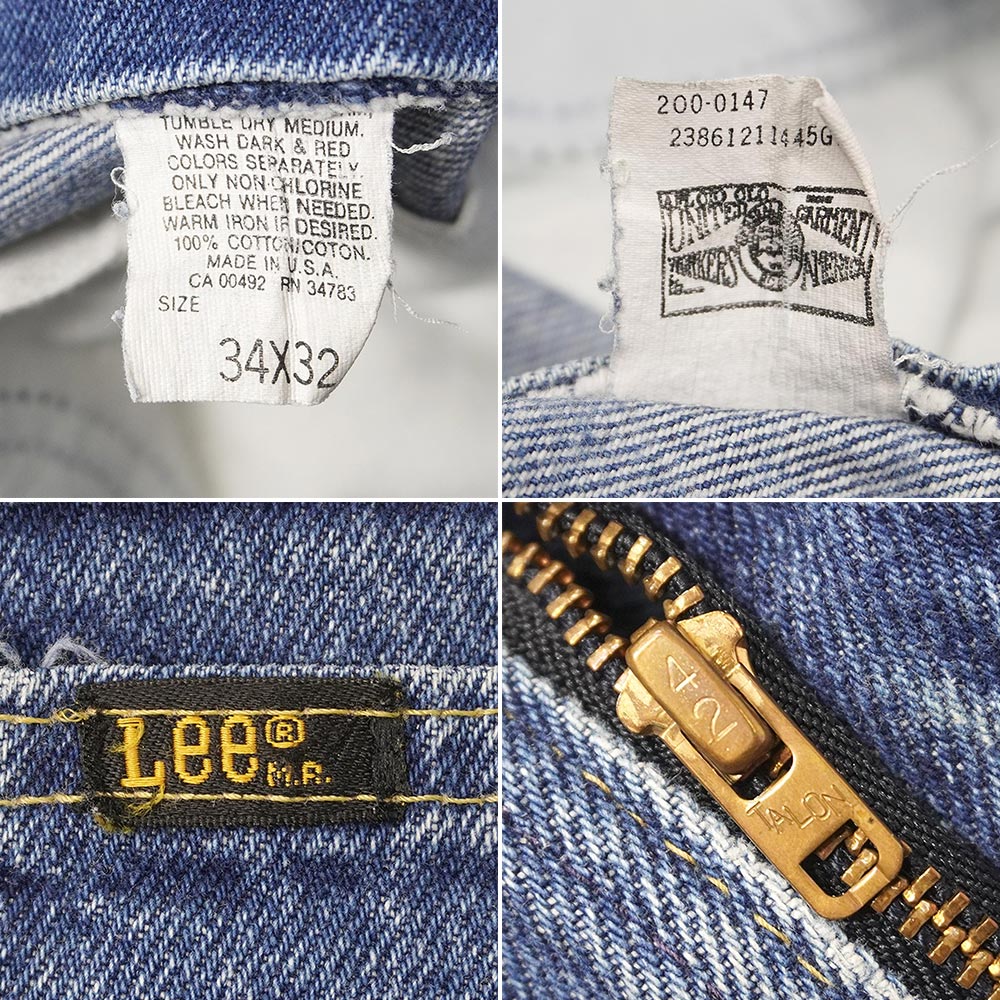 TUMBLE DRY MEDIUM.
WASH DARK & RED
COLORS SEPARATELY
ONLY NON-CHLORINE
BLEACH WHEN NEEDED.
WARM IRON IF DESIRED.
100% COTTON/COTON.
MADE IN U.S.A.
CA 00492 RN 34783
SIZE
34X32
200-0147
23861211445G
UNITED GARMENT
WORKERS
Lee®
M.R.
42
TALON